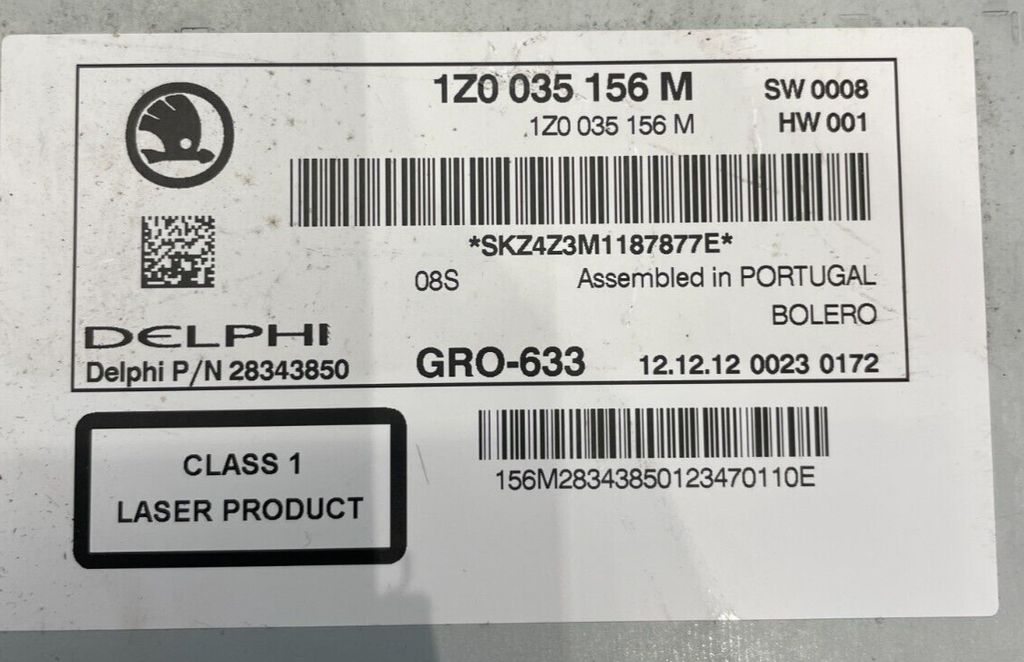 1Z0 035 156 M SW 0008
1Z0 035 156 M HW 001
*SKZ4Z3M1187877E*
08S Assembled in PORTUGAL
BOLERO
DELPHI
Delphi P/N 28343850 GRO-633 12.12.12 0023 0172
CLASS 1
LASER PRODUCT
156M28343850123470110E